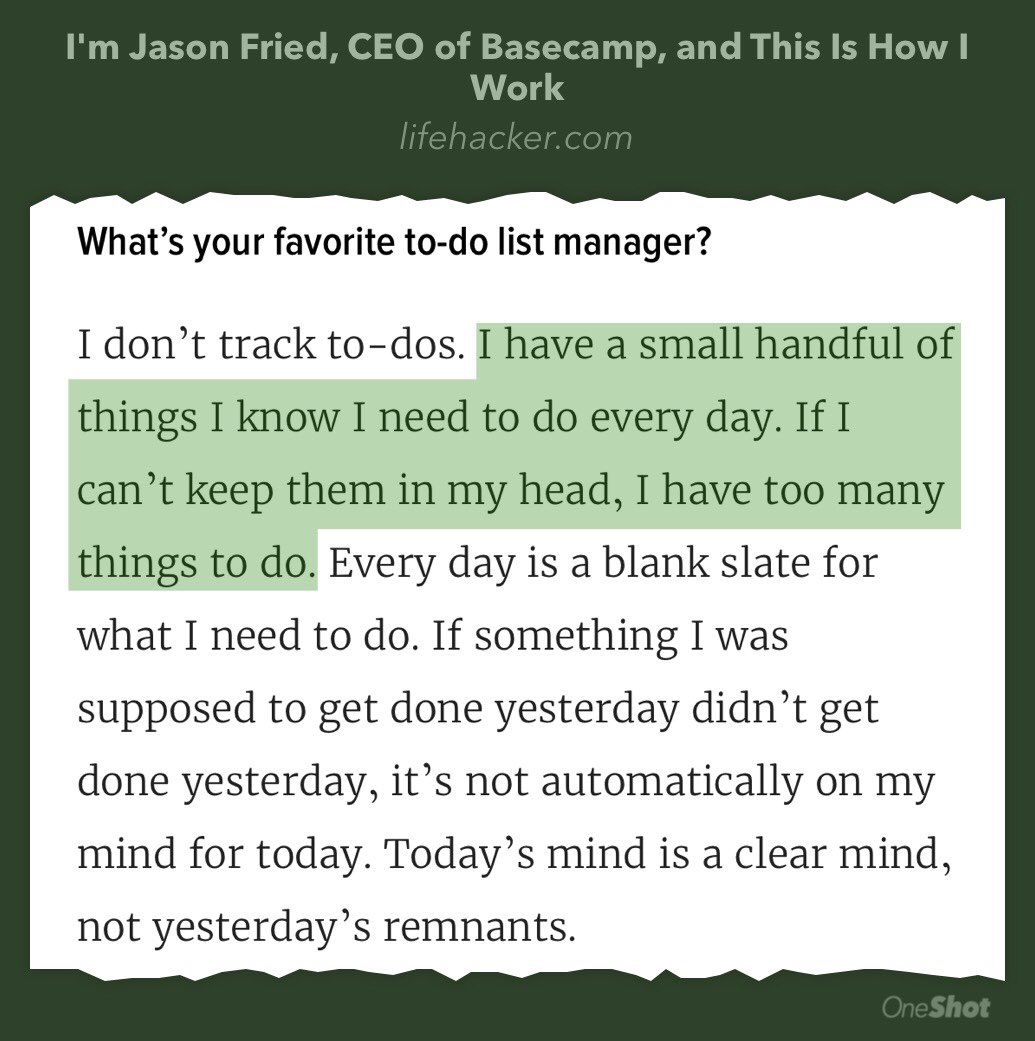 I'm Jason Fried, CEO of Basecamp, and This Is How I
Work
lifehacker.com
What’s your favorite to-do list manager?
I don’t track to-dos. I have a small handful of
things I know I need to do every day. If I
can’t keep them in my head, I have too many
things to do. Every day is a blank slate for
what I need to do. If something I was
supposed to get done yesterday didn’t get
done yesterday, it’s not automatically on my
mind for today. Today’s mind is a clear mind,
not yesterday’s remnants.
OneShot